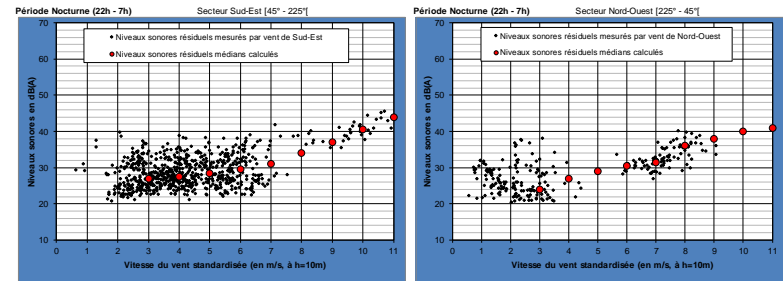 Période Nocturne (22h - 7h) Secteur Sud-Est [45° - 225°[
Niveaux sonores en dB(A)
70
60
50
40
30
20
10
Niveaux sonores résiduels mesurés par vent de Sud-Est
Niveaux sonores résiduels médians calculés
0 1 2 3 4 5 6 7 8 9 10 11
Vitesse du vent standardisée (en m/s, à h=10m)
Période Nocturne (22h - 7h) Secteur Nord-Ouest [225° - 45°[
Niveaux sonores en dB(A)
70
60
50
40
30
20
10
Niveaux sonores résiduels mesurés par vent de Nord-Ouest
Niveaux sonores résiduels médians calculés
0 1 2 3 4 5 6 7 8 9 10 11
Vitesse du vent standardisée (en m/s, à h=10m)